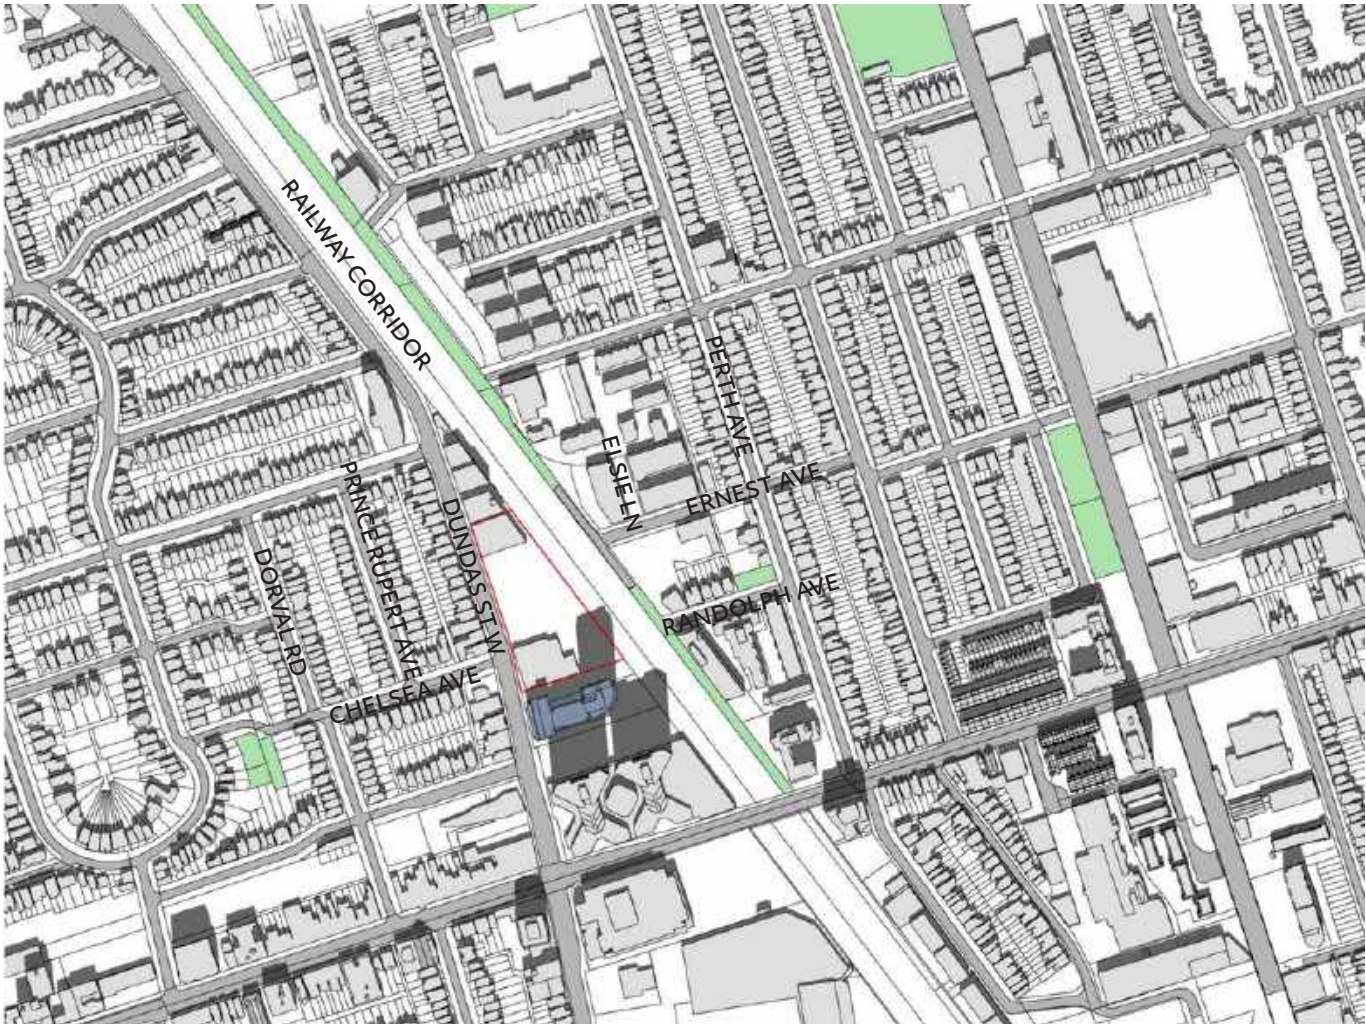 RAILWAY CORRIDOR
PERTH AVE
ELSIE LN
ERNEST AVE
PRINCE RUPERT AVE
DUNDAS ST W
DORVAL RD
RANDOLPH AVE
CHELSEA AVE